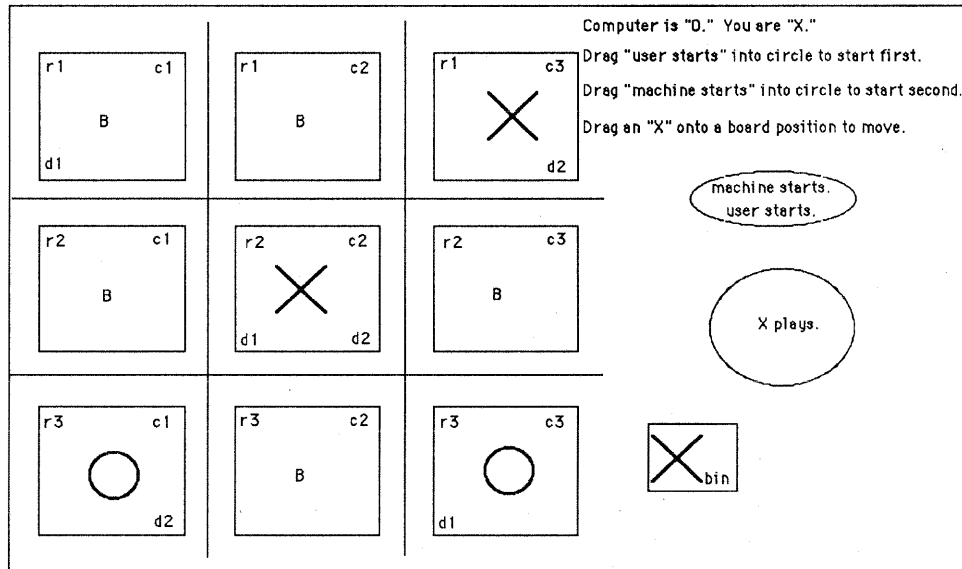 Computer is "O." You are "X."
Drag "user starts" into circle to start first.
Drag "machine starts" into circle to start second.
Drag an "X" onto a board position to move.
r1 c1
B
d1
r1 c2
B
r1 c3
d2
machine starts.
user starts.
r2 c1
B
r2 c2
d1 d2
r2 c3
B
X plays.
r3 c1
d2
r3 c2
B
r3 c3
d1
bin